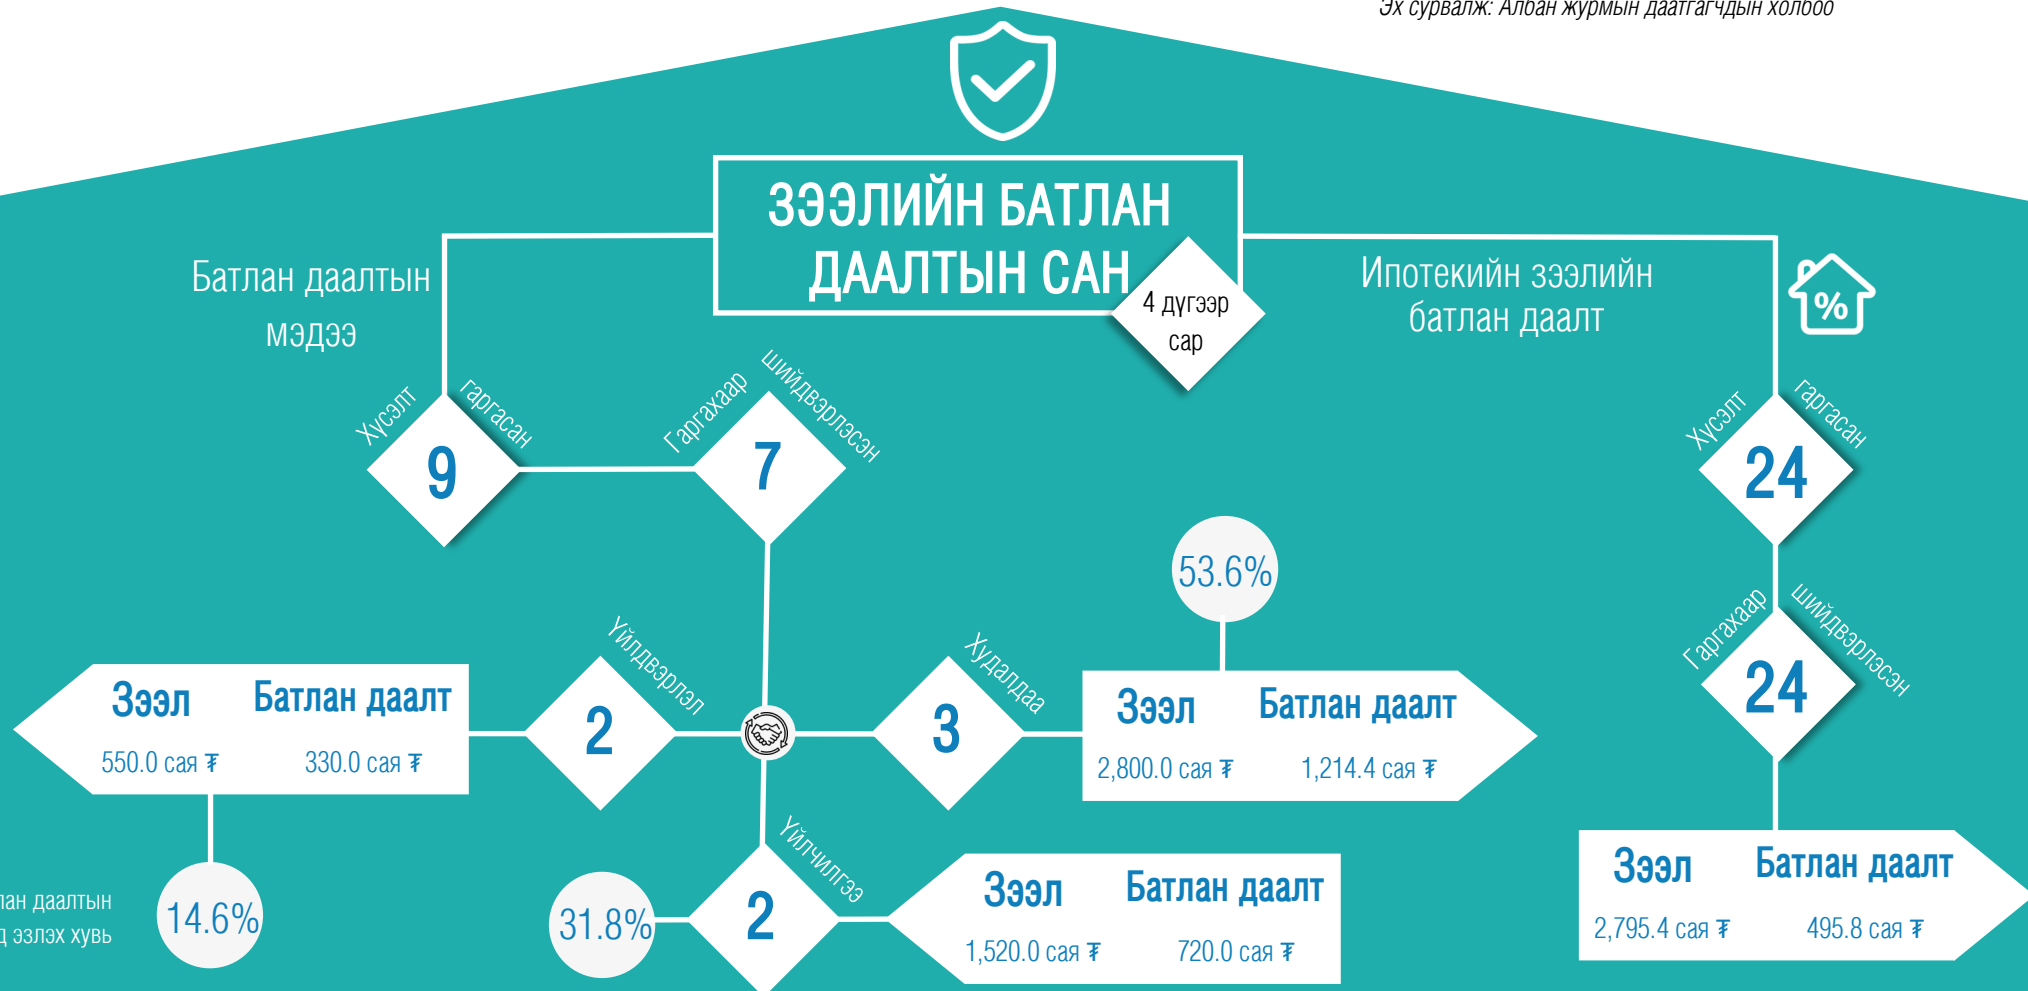 Эх сурвалж: Албан журмын даатгагчдын холбоо
ЗЭЭЛИЙН БАТЛАН
ДААЛТЫН САН
4 дүгээр
сар
Батлан даалтын
мэдээ
Ипотекийн зээлийн
батлан даалт
%
Хүсэлт гаргасан
9
Гаргахаар шийдвэрлэсэн
7
Хүсэлт гаргасан
24
Гаргахаар шийдвэрлэсэн
24
53.6%
Үйлдвэрлэл
2
Худалдаа
3
Зээл Батлан даалт
550.0 сая ₮ 330.0 сая ₮
Зээл Батлан даалт
2,800.0 сая ₮ 1,214.4 сая ₮
Үйлчилгээ
2
Зээл Батлан даалт
1,520.0 сая ₮ 720.0 сая ₮
Зээл Батлан даалт
2,795.4 сая ₮ 495.8 сая ₮
даалтын
эзлэх хувь
14.6%
31.8%